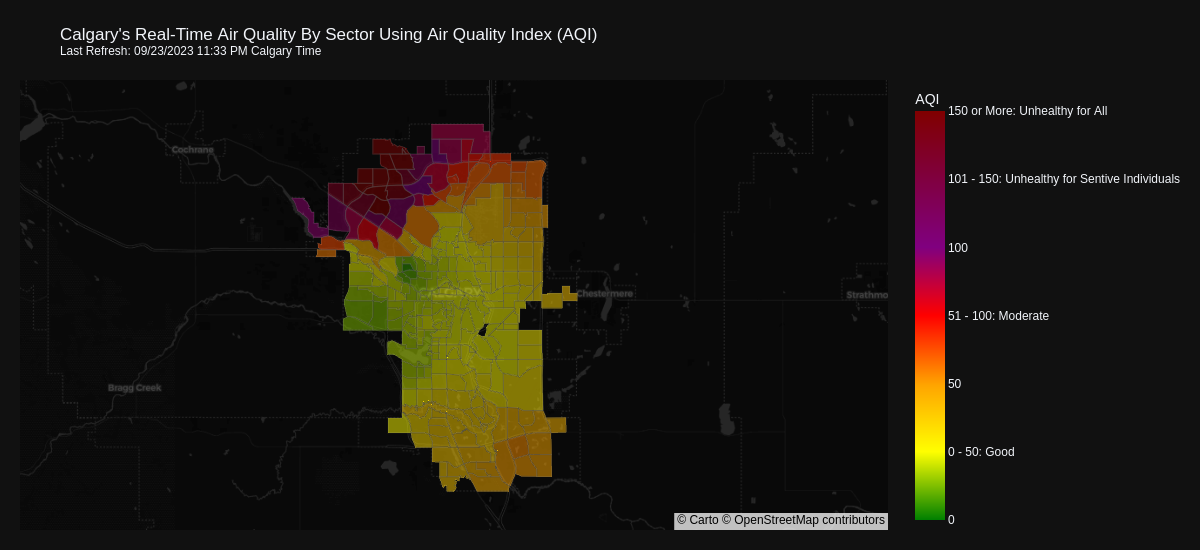 Calgary's Real-Time Air Quality By Sector Using Air Quality Index (AQI)
Last Refresh: 09/23/2023 11:33 PM Calgary Time
AQI
150 or More: Unhealthy for All
Cochrane
101 - 150: Unhealthy for Sentive Individuals
100
Chestermere
Strathmo
51 - 100: Moderate
50
Bragg Creek
0 - 50: Good
0
© Carto © OpenStreetMap contributors